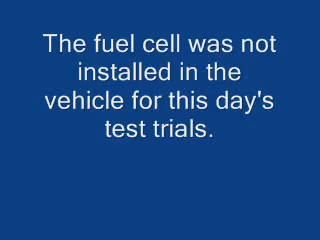 The fuel cell was not
installed in the
vehicle for this day's
test trials.